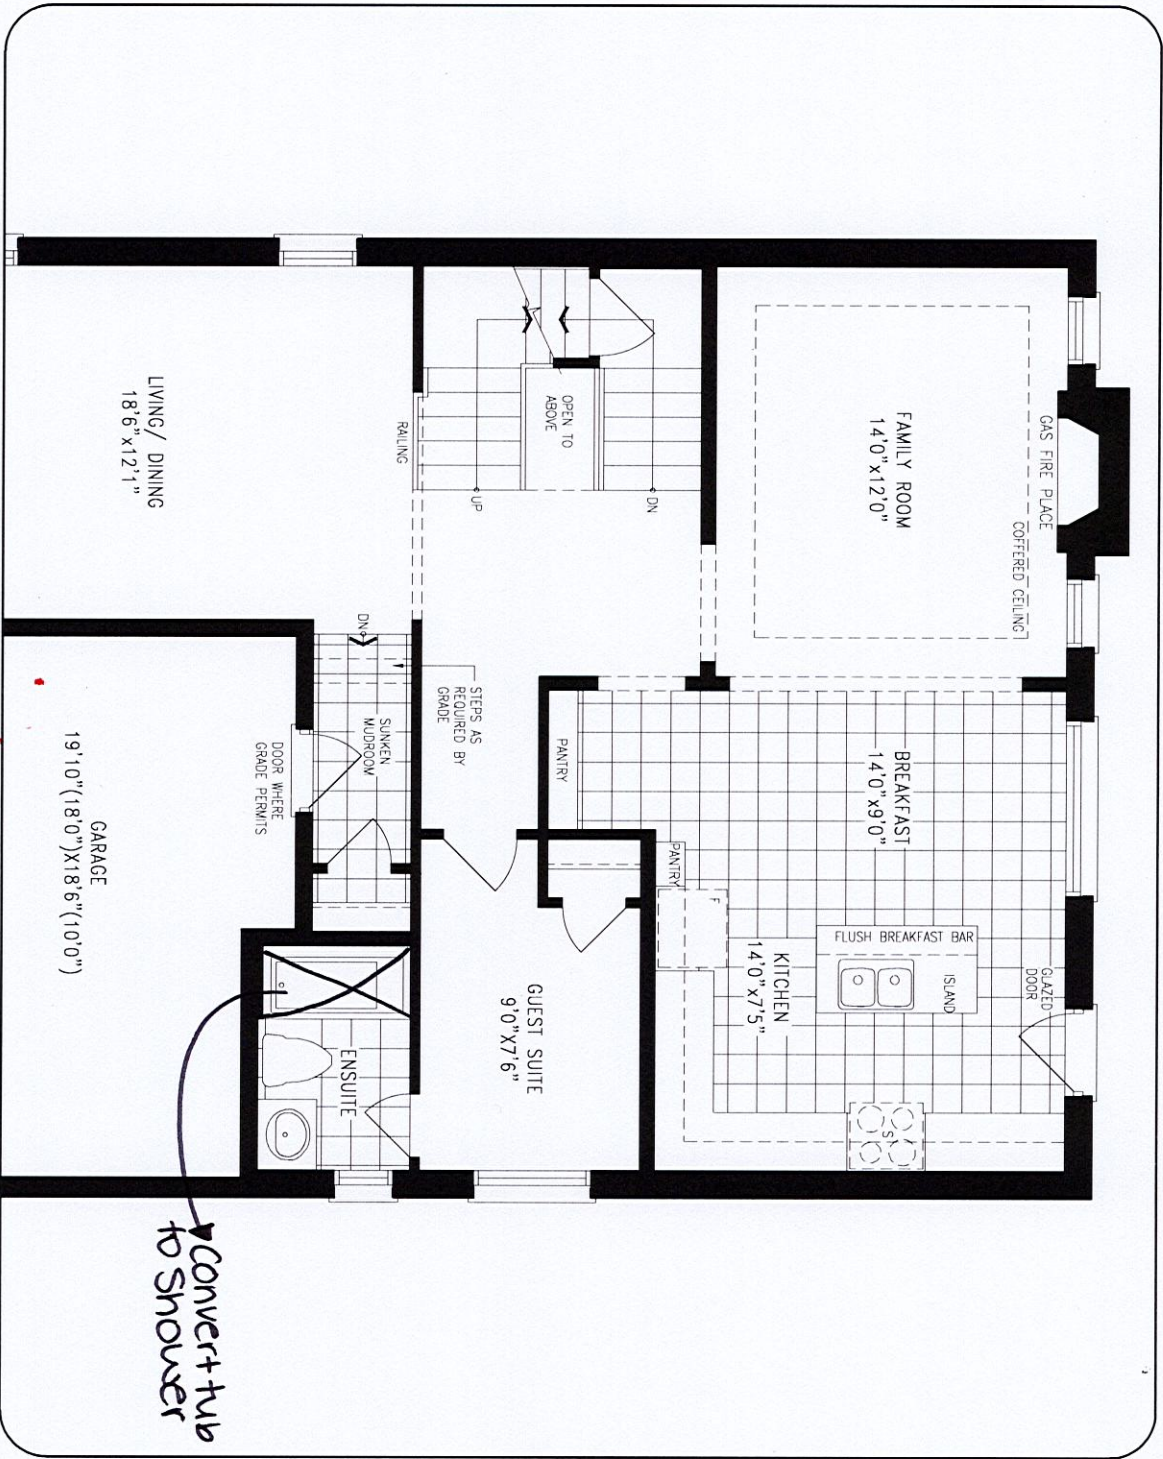 GAS FIRE PLACE
COFFERED CEILING
FAMILY ROOM
14'0"x12'0"
GLAZED
DOOR
BREAKFAST
14'0"x9'0"
FLUSH BREAKFAST BAR
ISLAND
KITCHEN
14'0"x7'5"
S
F
PANTRY
PANTRY
DN
OPEN TO
ABOVE
UP
RAILING
STEPS AS
REQUIRED BY
GRADE
GUEST SUITE
9'0"X7'6"
DN
SUNKEN
MUDROOM
ENSUITE
DOOR WHERE
GRADE PERMITS
LIVING/ DINING
18'6"x12'1"
GARAGE
19'10"(18'0")X18'6"(10'0")
Convert tub
to Shower